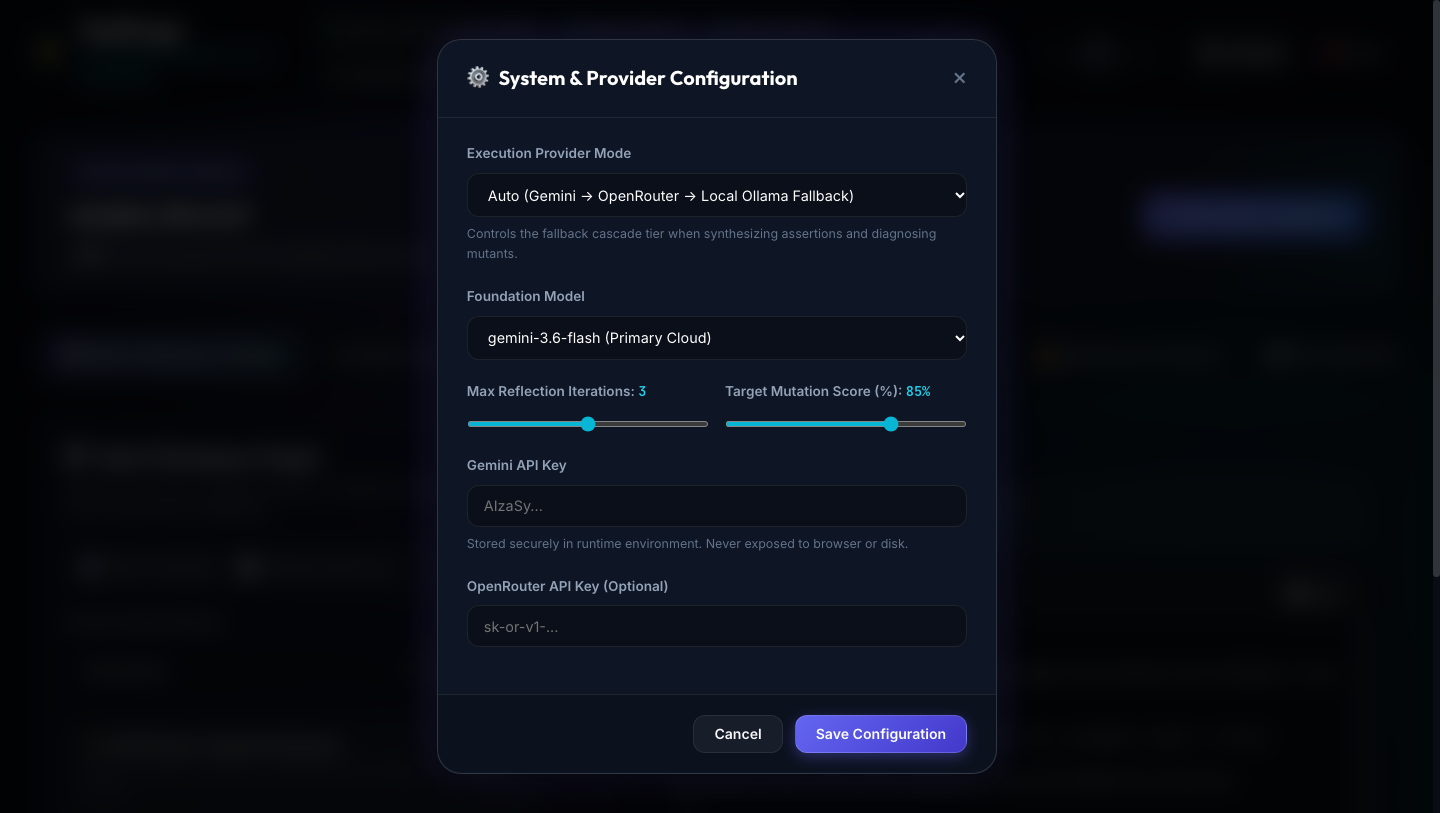 ⚙️ System & Provider Configuration
×
Execution Provider Mode
Auto (Gemini → OpenRouter → Local Ollama Fallback)
Controls the fallback cascade tier when synthesizing assertions and diagnosing
mutants.
Foundation Model
gemini-3.6-flash (Primary Cloud)
Max Reflection Iterations: 3
Target Mutation Score (%): 85%
Gemini API Key
AIzaSy...
Stored securely in runtime environment. Never exposed to browser or disk.
OpenRouter API Key (Optional)
sk-or-v1-...
Cancel
Save Configuration